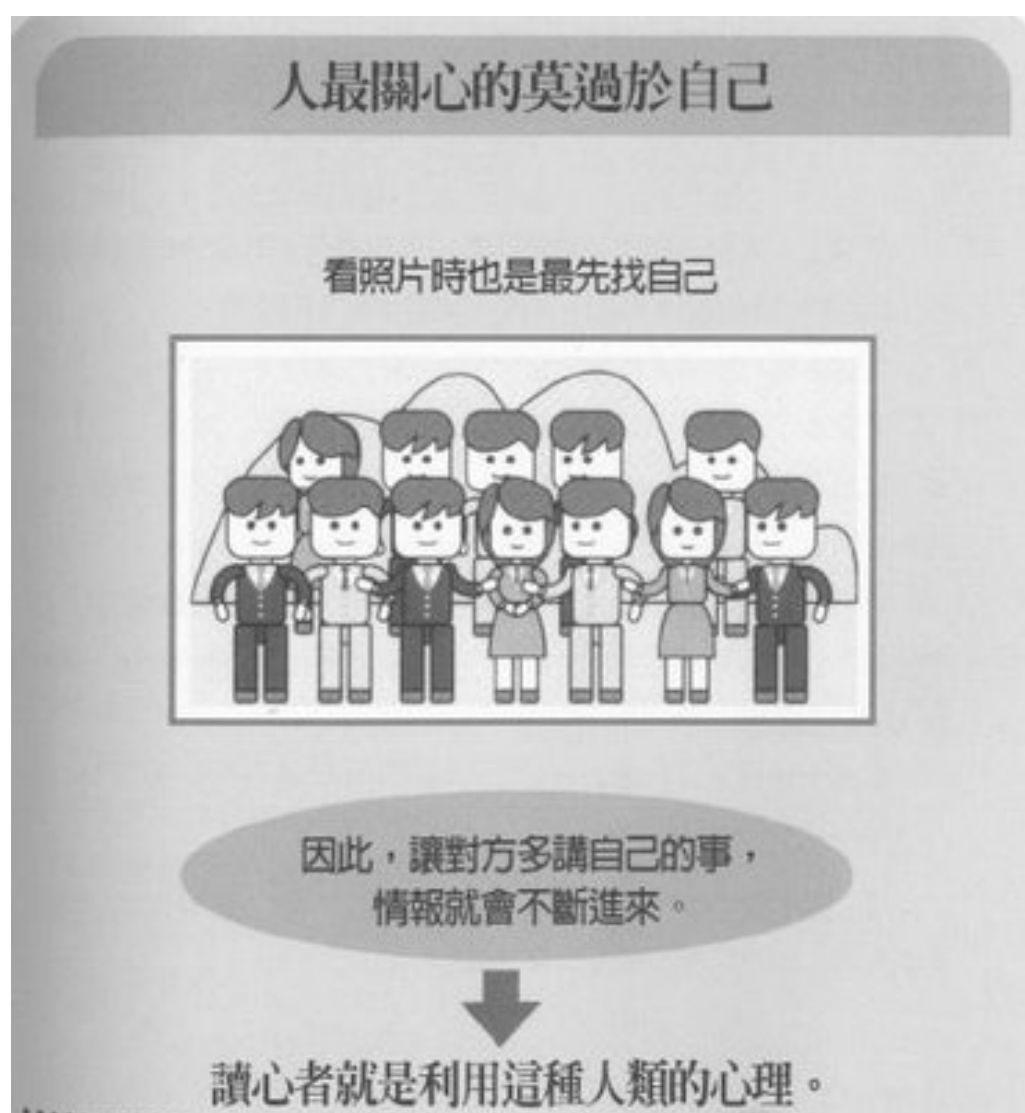 人最關心的莫過於自己
看照片時也是最先找自己
因此，讓對方多講自己的事，
情報就會不斷進來。
讀心者就是利用這種人類的心理。